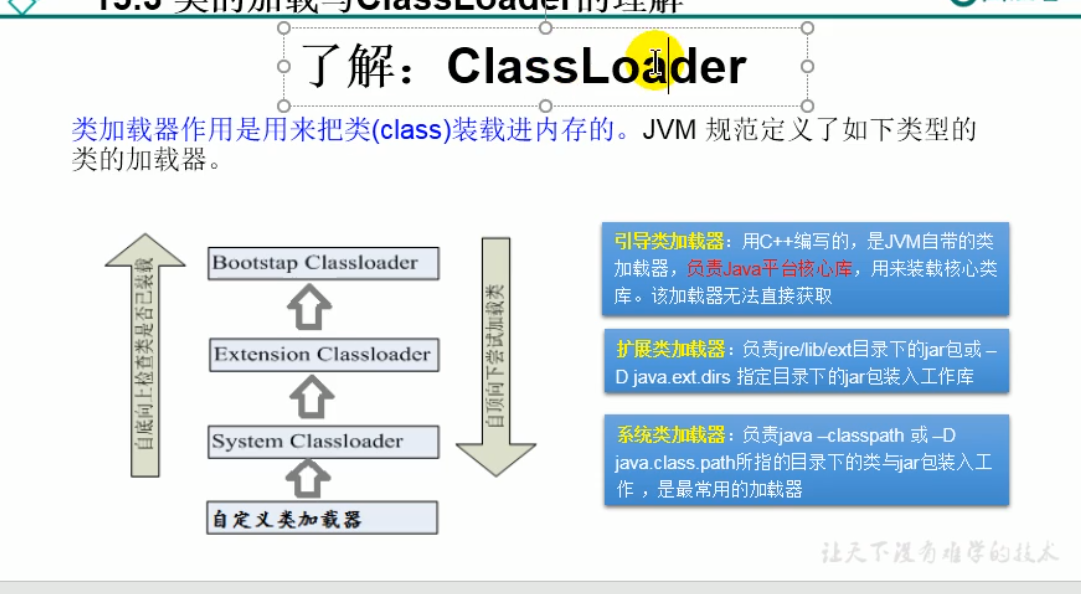 15.3 类的加载与ClassLoader的理解
了解：ClassLoader
类加载器作用是用来把类(class)装载进内存的。JVM 规范定义了如下类型的
类的加载器。
自底向上检查类是否已装载
Bootstap Classloader
Extension Classloader
System Classloader
自定义类加载器
自顶向下尝试加载类
引导类加载器：用C++编写的，是JVM自带的类
加载器，负责Java平台核心库，用来装载核心类
库。该加载器无法直接获取
扩展类加载器：负责jre/lib/ext目录下的jar包或 –
D java.ext.dirs 指定目录下的jar包装入工作库
系统类加载器：负责java –classpath 或 –D
java.class.path所指的目录下的类与jar包装入工
作 ，是最常用的加载器
让天下没有难学的技术